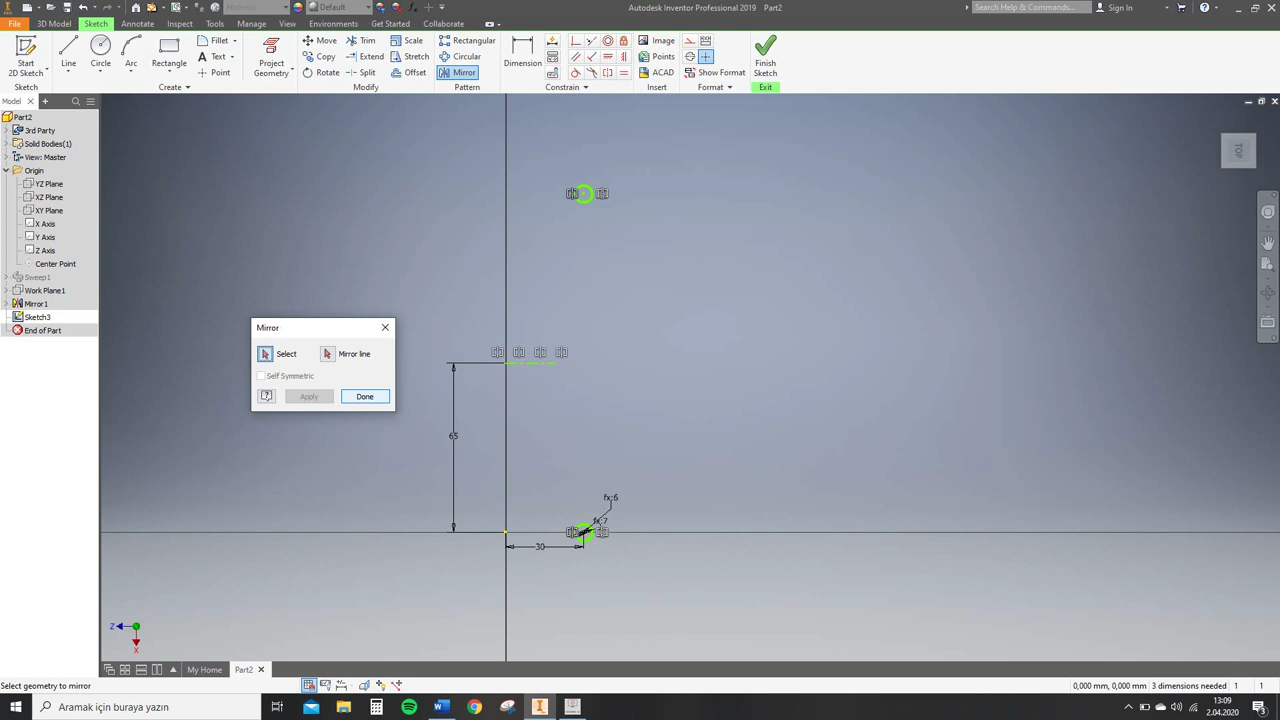 Material
Default
Autodesk Inventor Professional 2019 Part2
Search Help & Commands...
Sign In
File 3D Model Sketch Annotate Inspect Tools Manage View Environments Get Started Collaborate
Start
2D Sketch
Line
Circle
Arc
Rectangle
Fillet
Text
Point
Project
Geometry
Move
Copy
Rotate
Trim
Extend
Split
Scale
Stretch
Offset
Rectangular
Circular
Mirror
Dimension
Image
Points
ACAD
Show Format
Finish
Sketch
Sketch Create Modify Pattern Constrain Insert Format Exit
Model
Part2
3rd Party
Solid Bodies(1)
View: Master
Origin
YZ Plane
XZ Plane
XY Plane
X Axis
Y Axis
Z Axis
Center Point
Sweep1
Work Plane1
Mirror1
Sketch3
End of Part
TOP
Mirror
Select
Mirror line
Self Symmetric
Apply
Done
65
fx:6
fx:7
30
Z
X
My Home
Part2
Select geometry to mirror
0,000 mm, 0,000 mm 3 dimensions needed 1 1
Aramak için buraya yazın
13:09
2.04.2020